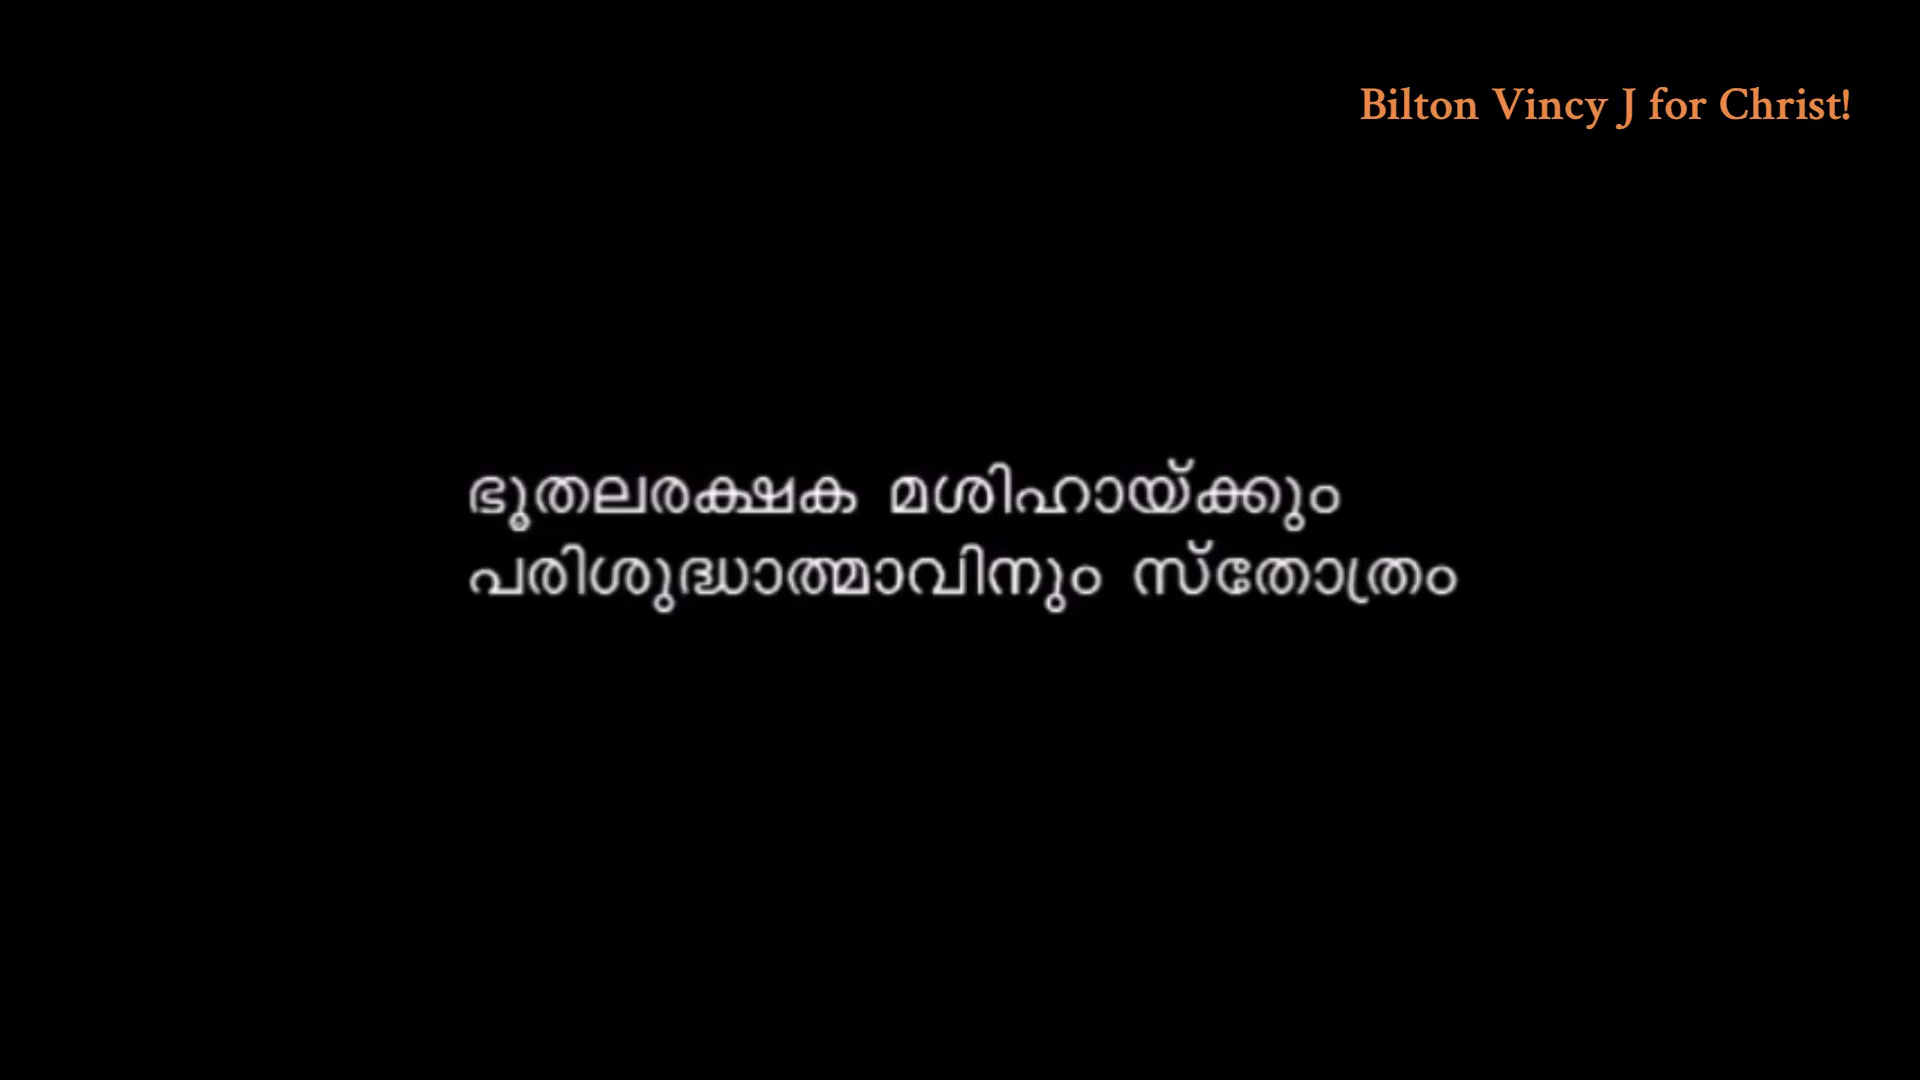 Bilton Vincy J for Christ!
ഭുതലരക്ഷക മശിഹായ്ക്കും
പരിശുദ്ധാത്മാവിനും സ്തോത്രം